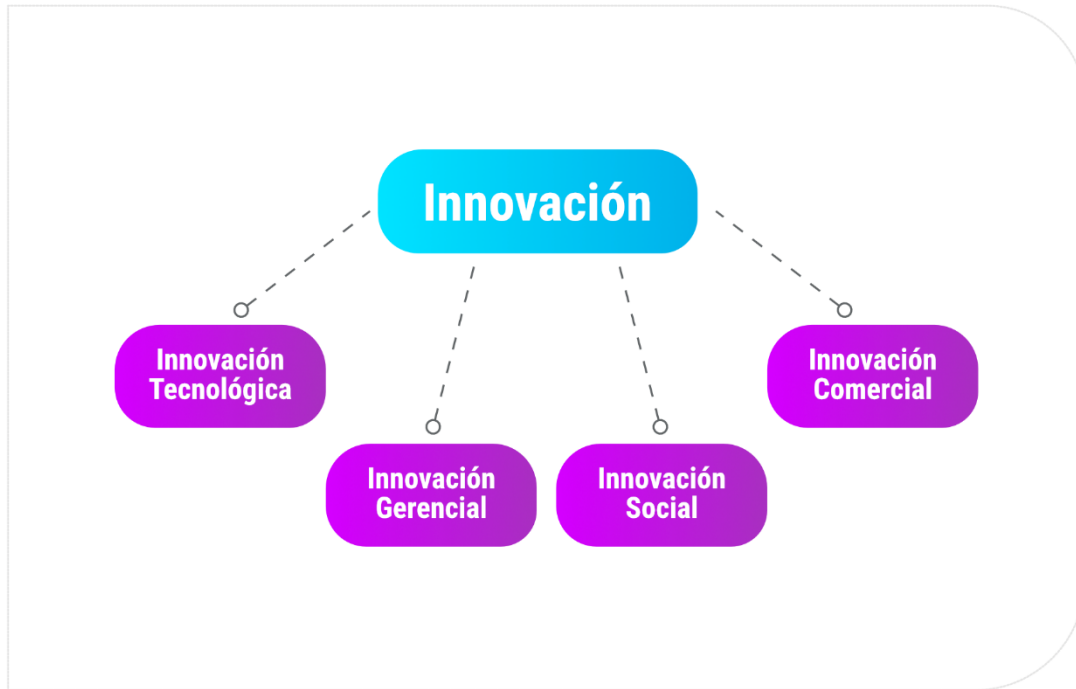 Innovación
Innovación
Tecnológica
Innovación
Gerencial
Innovación
Social
Innovación
Comercial